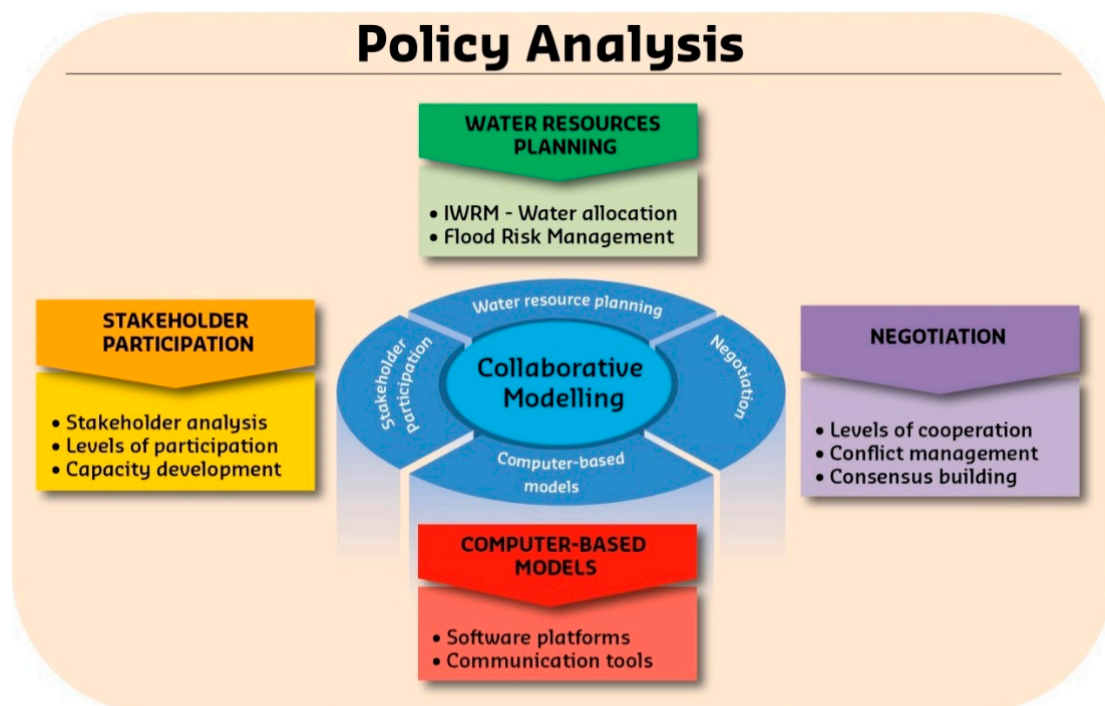 Policy Analysis
WATER RESOURCES
PLANNING
• IWRM - Water allocation
• Flood Risk Management
STAKEHOLDER
PARTICIPATION
• Stakeholder analysis
• Levels of participation
• Capacity development
Water resource planning
Stakeholder
Participation
Collaborative
Modelling
Negotiation
Computer-based
models
NEGOTIATION
• Levels of cooperation
• Conflict management
• Consensus building
COMPUTER-BASED
MODELS
• Software platforms
• Communication tools